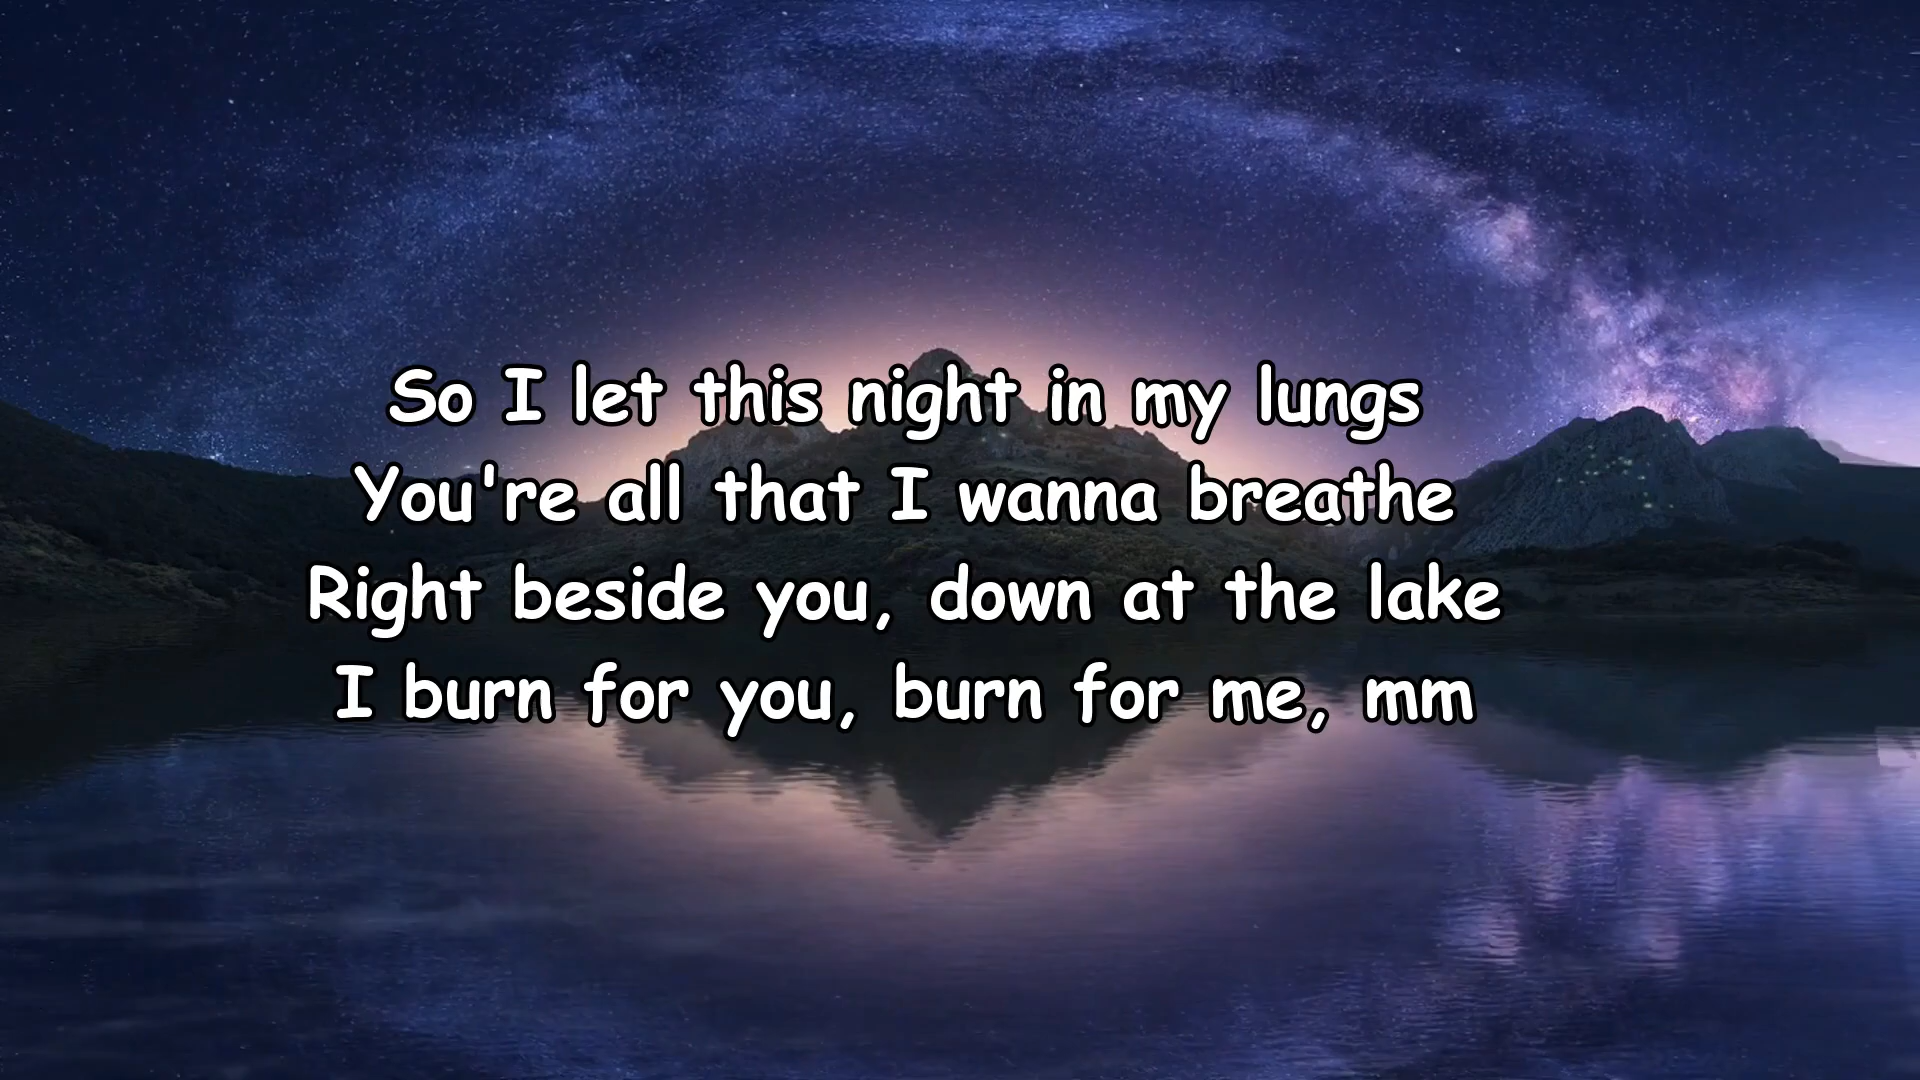 So I let this night in my lungs
You're all that I wanna breathe
Right beside you, down at the lake
I burn for you, burn for me, mm